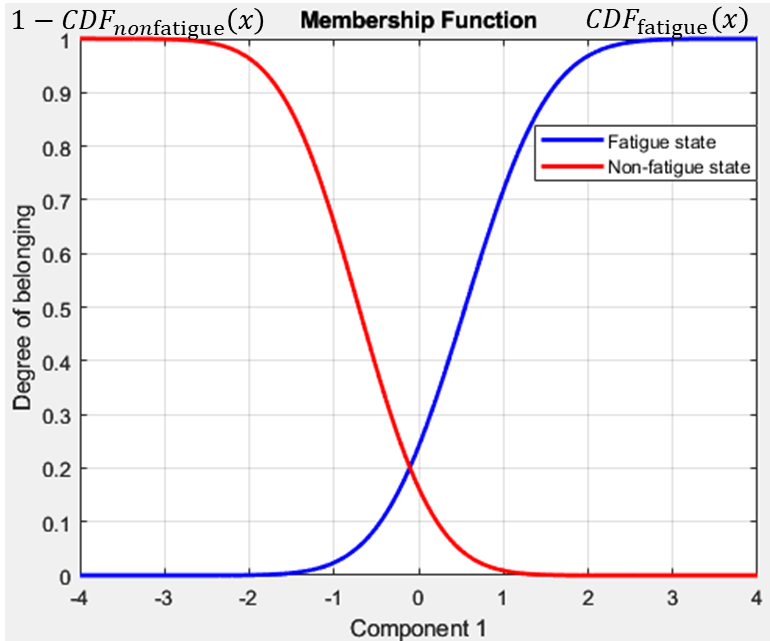 1 − CDF_nonfatigue(x) Membership Function CDF_fatigue(x)
1
0.9
0.8
0.7
0.6
0.5
0.4
0.3
0.2
0.1
0
Degree of belonging
Fatigue state
Non-fatigue state
-4 -3 -2 -1 0 1 2 3 4
Component 1